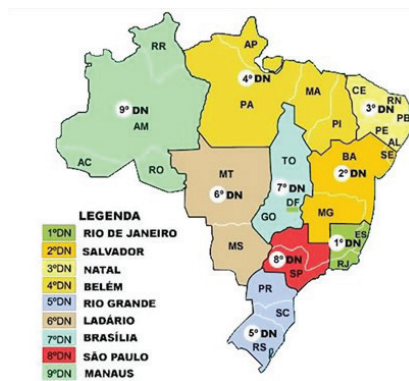 RR
AP
4º DN
9º DN
AM
PA
MA
CE
RN
3º DN
PB
PI
PE
AL
AC
RO
TO
BA
SE
2º DN
MT
6º DN
7º DN
DF
GO
MG
MS
ES
1º DN
RJ
8º DN
SP
PR
SC
5º DN
RS
LEGENDA
1ºDN RIO DE JANEIRO
2ºDN SALVADOR
3ºDN NATAL
4ºDN BELÉM
5ºDN RIO GRANDE
6ºDN LADÁRIO
7ºDN BRASÍLIA
8ºDN SÃO PAULO
9ºDN MANAUS